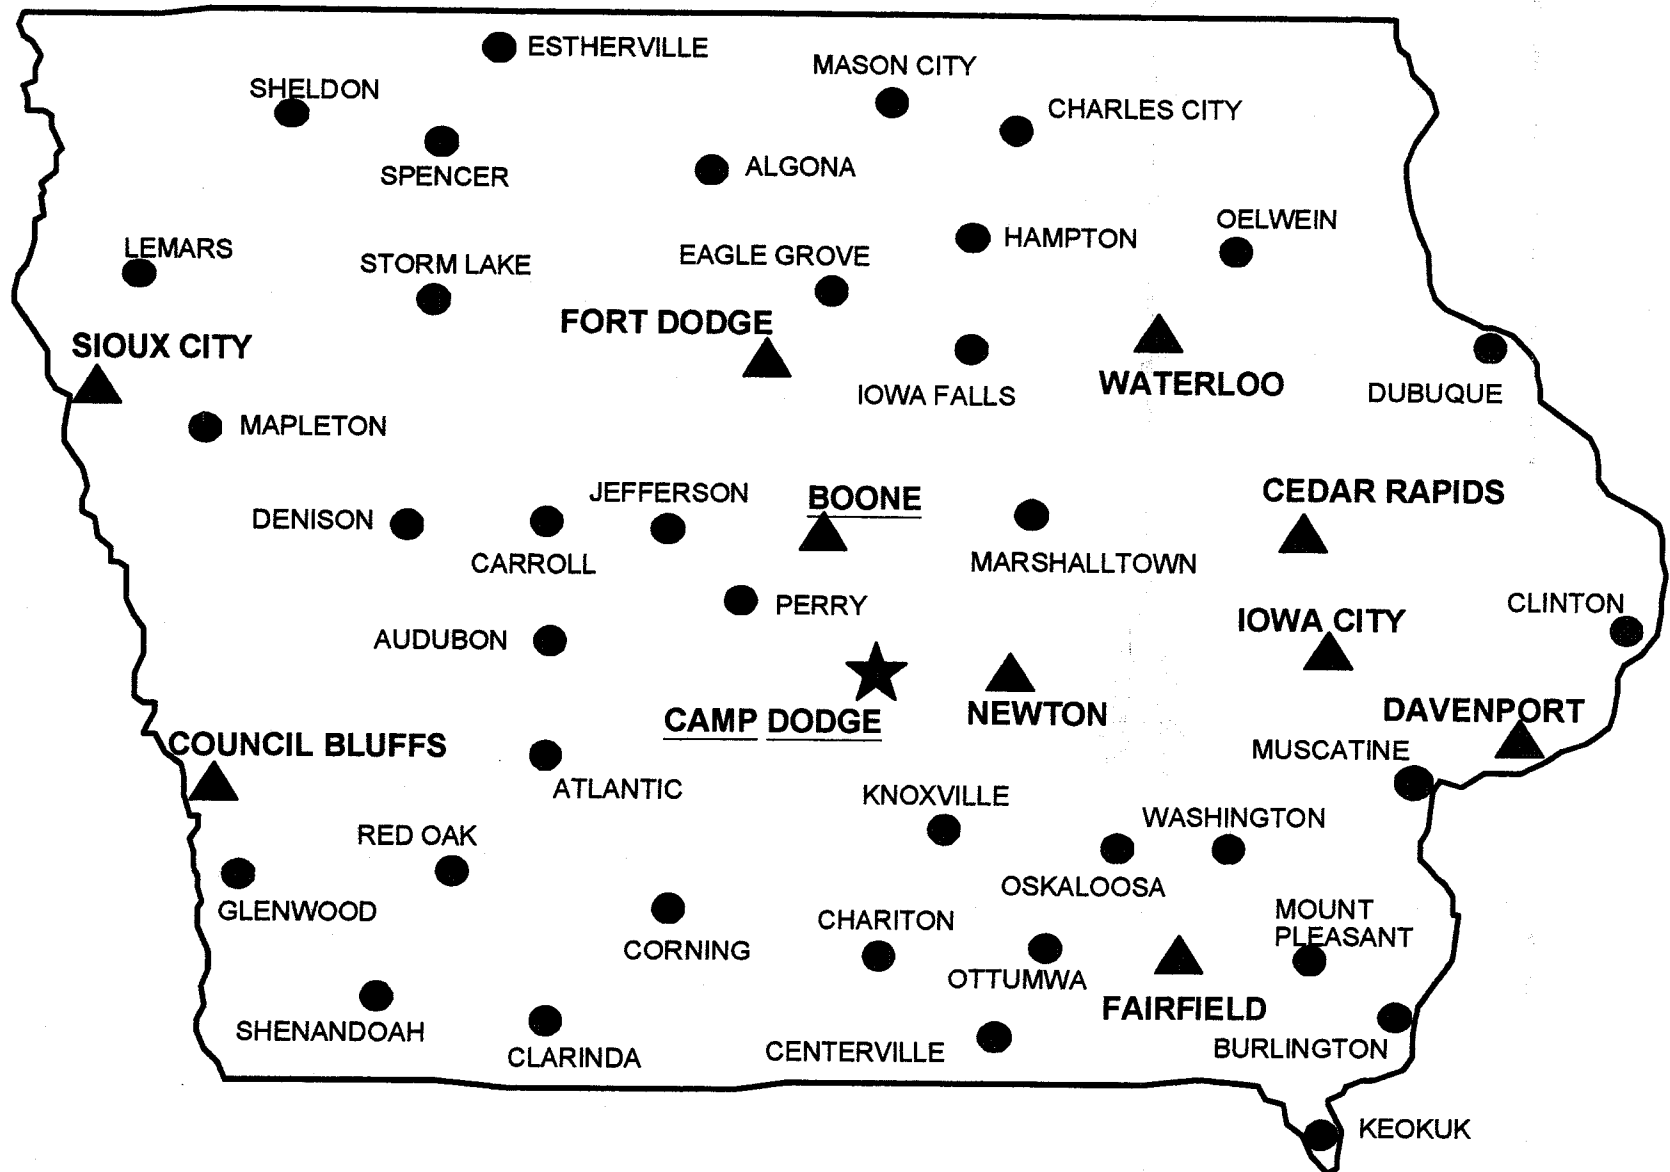 ESTHERVILLE
MASON CITY
SHELDON
CHARLES CITY
SPENCER
ALGONA
OELWEIN
HAMPTON
LEMARS
EAGLE GROVE
STORM LAKE
FORT DODGE
SIOUX CITY
WATERLOO
IOWA FALLS
DUBUQUE
MAPLETON
JEFFERSON
BOONE
CEDAR RAPIDS
DENISON
CARROLL
MARSHALLTOWN
PERRY
CLINTON
IOWA CITY
AUDUBON
CAMP DODGE
NEWTON
DAVENPORT
COUNCIL BLUFFS
MUSCATINE
ATLANTIC
KNOXVILLE
WASHINGTON
RED OAK
OSKALOOSA
GLENWOOD
MOUNT
PLEASANT
CHARITON
CORNING
OTTUMWA
FAIRFIELD
SHENANDOAH
CLARINDA
CENTERVILLE
BURLINGTON
KEOKUK